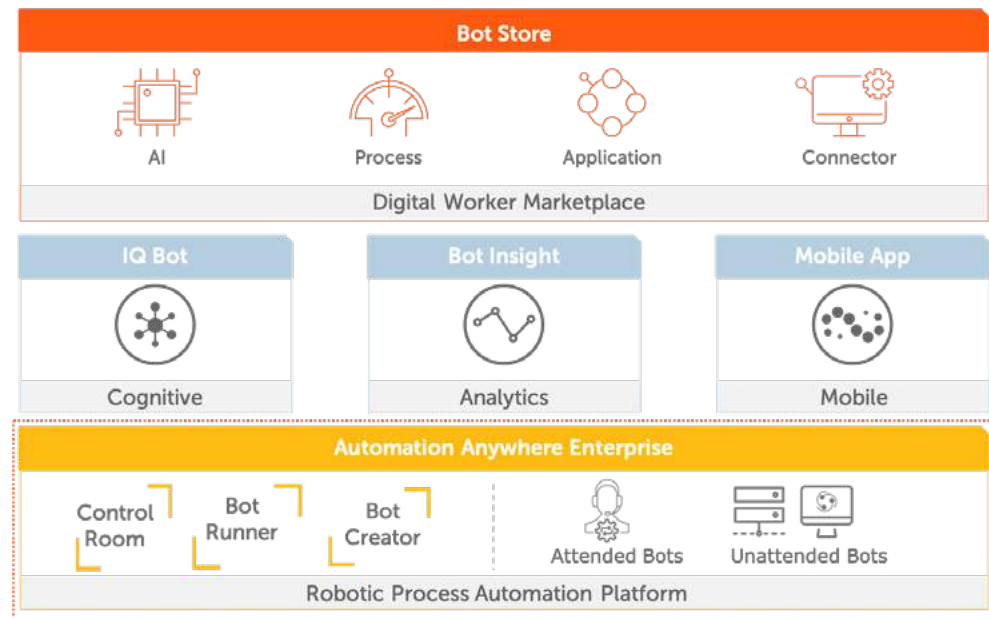 Bot Store
AI
Process
Application
Connector
Digital Worker Marketplace
IQ Bot
Bot Insight
Mobile App
Cognitive
Analytics
Mobile
Automation Anywhere Enterprise
Control
Room
Bot
Runner
Bot
Creator
Attended Bots
Unattended Bots
Robotic Process Automation Platform